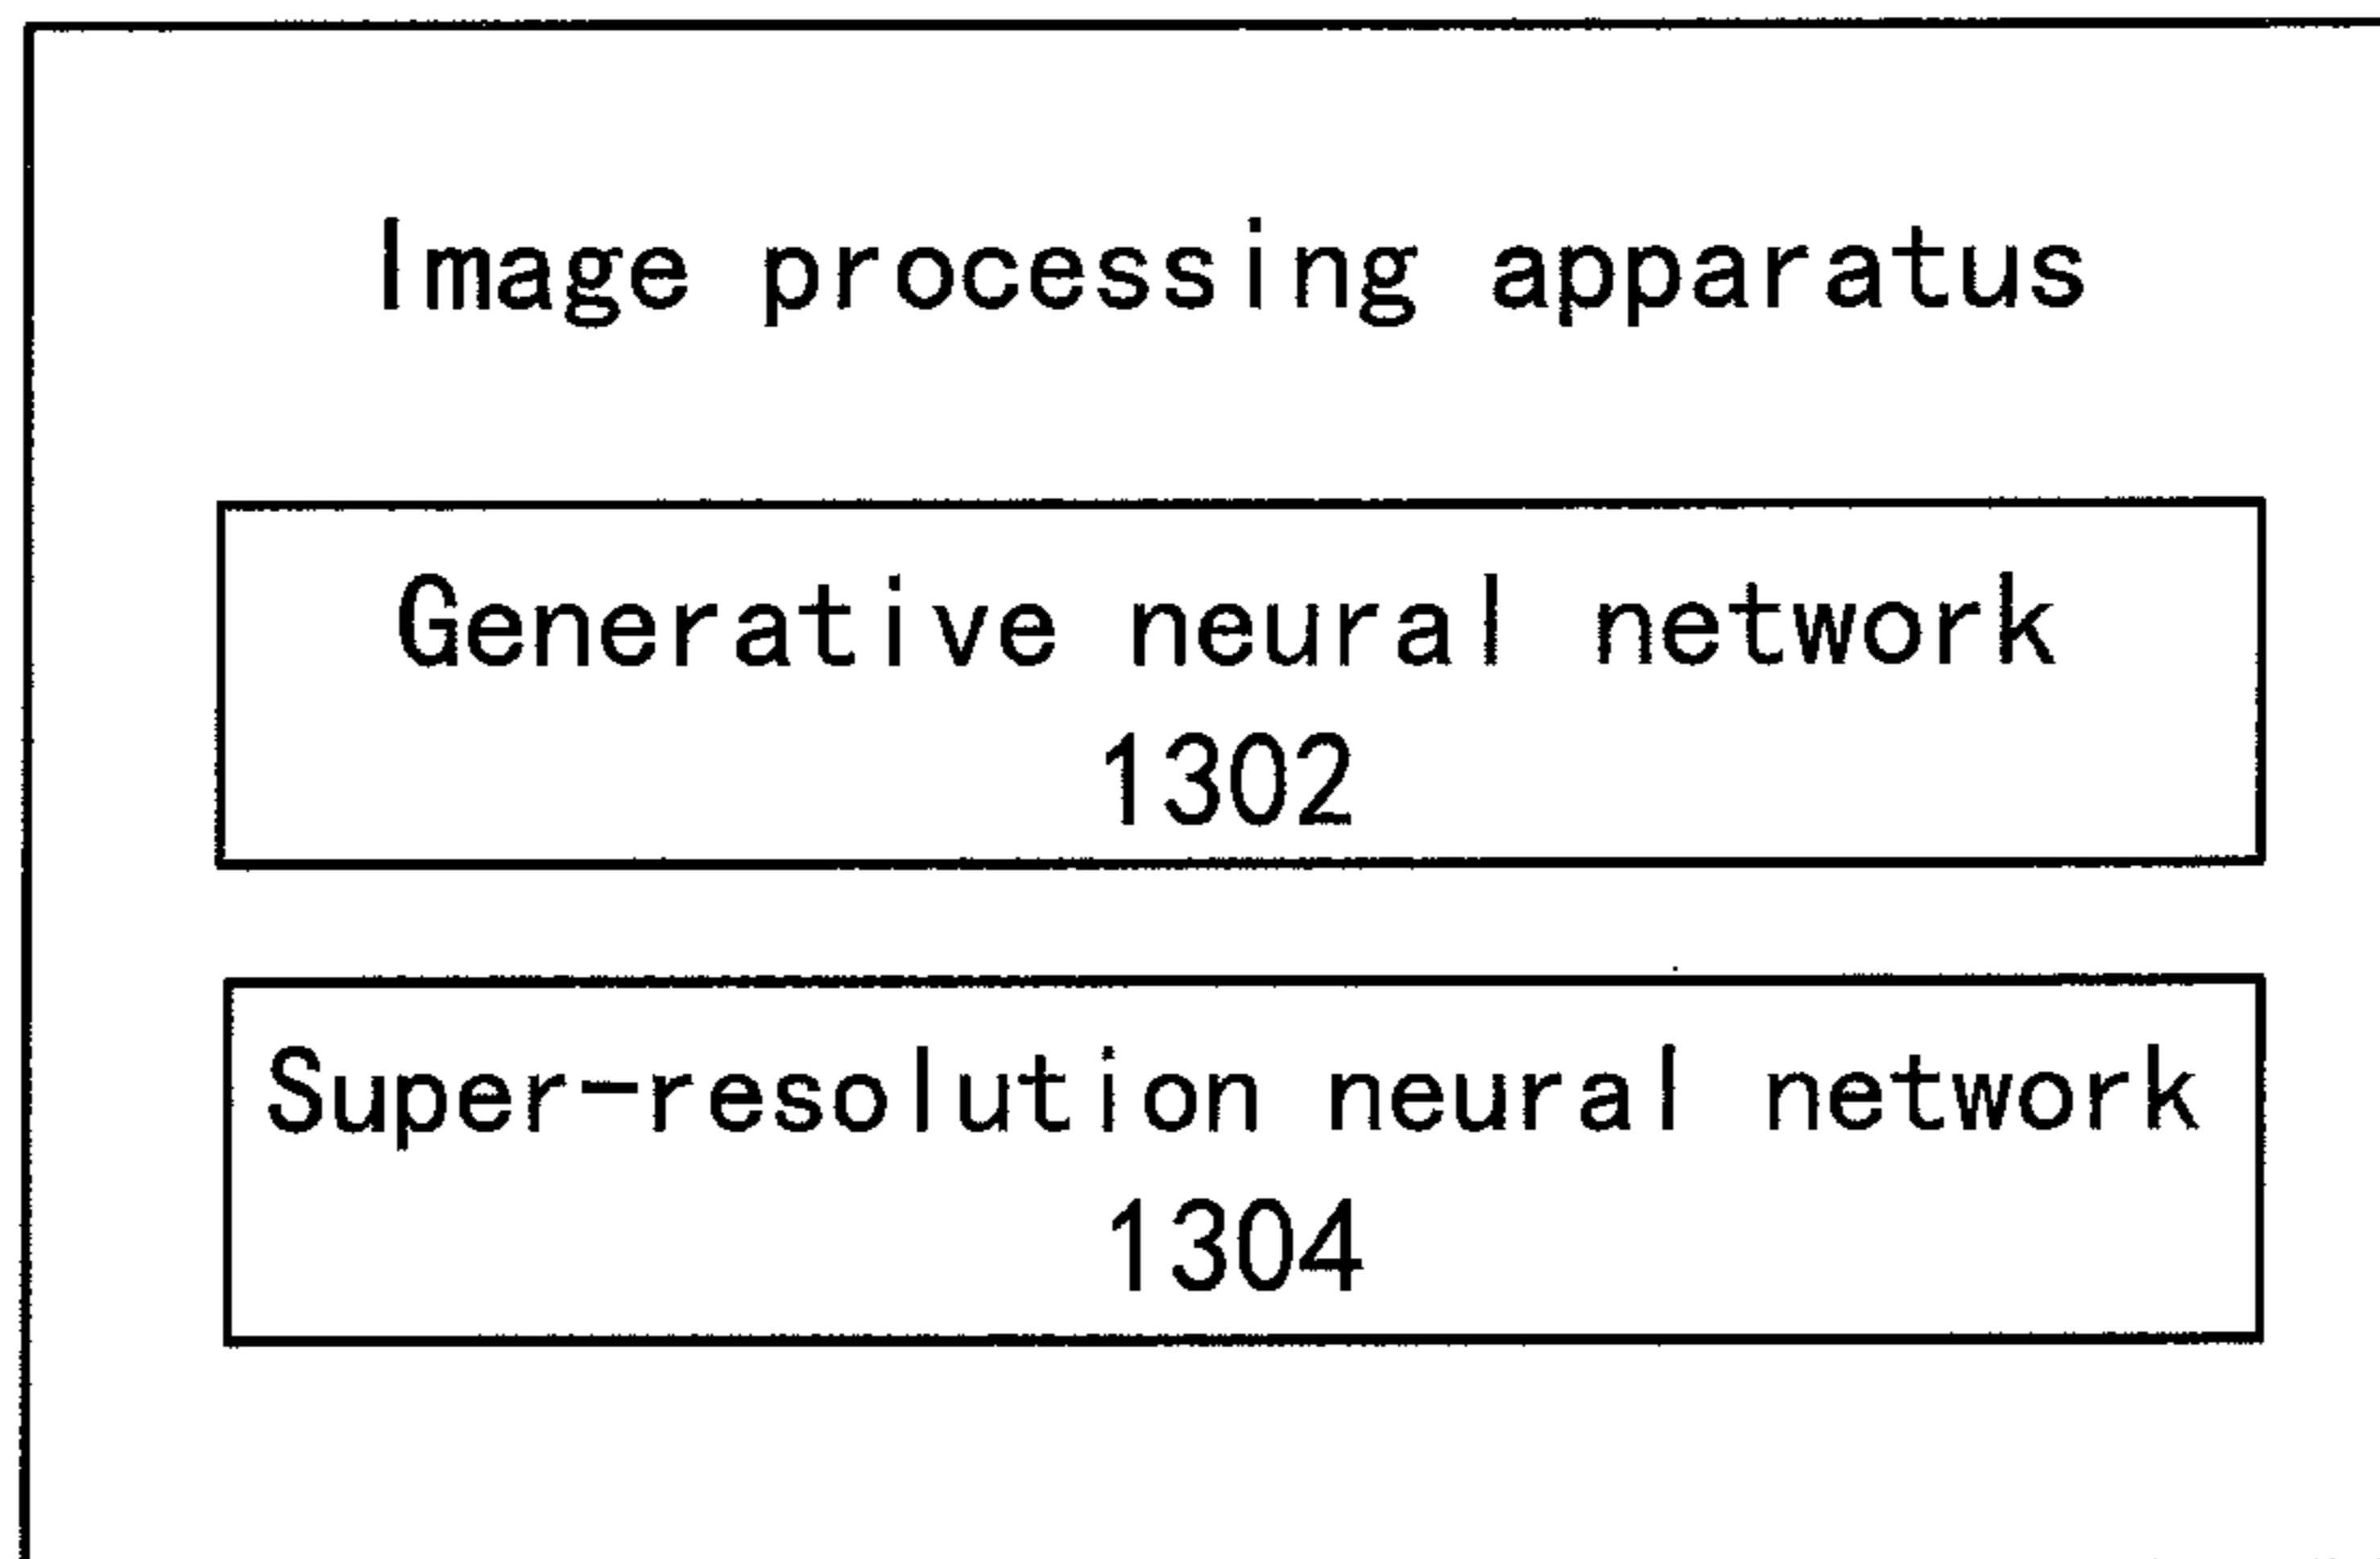 Image processing apparatus
Generative neural network
1302
Super-resolution neural network
1304